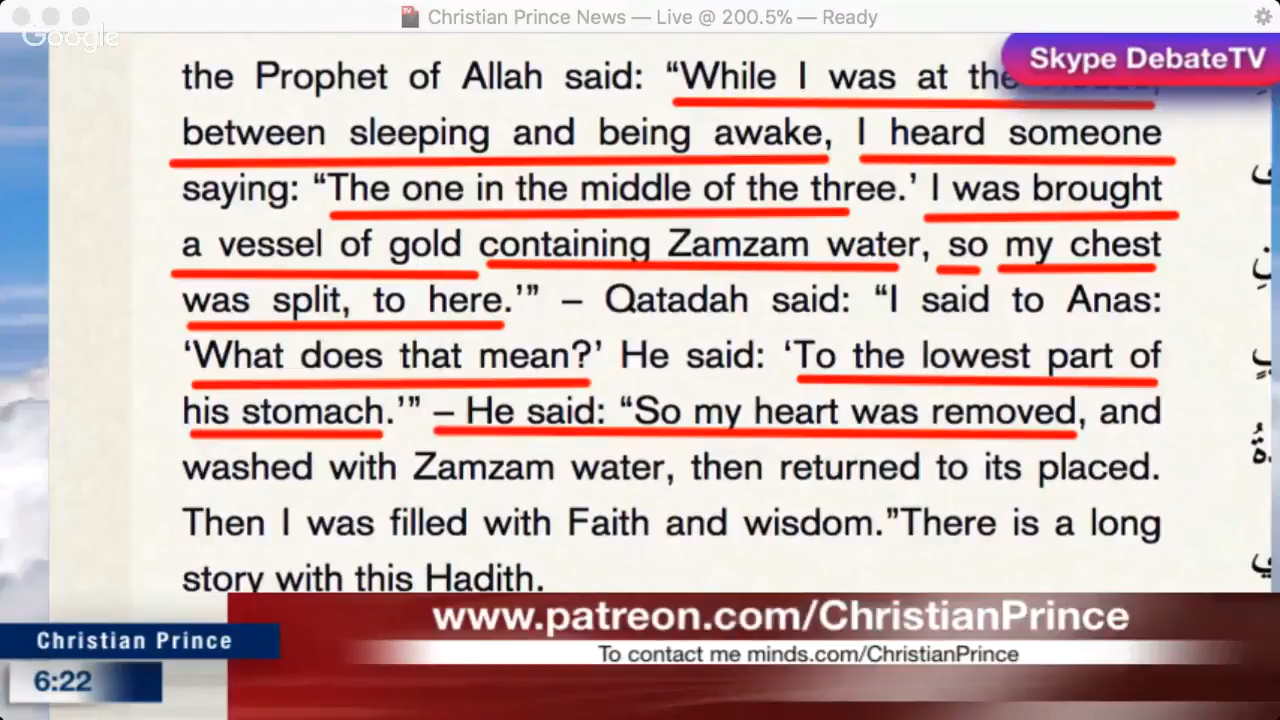 Christian Prince News — Live @ 200.5% — Ready
Google
Skype DebateTV
the Prophet of Allah said: “While I was at the
between sleeping and being awake, I heard someone
saying: “The one in the middle of the three.’ I was brought
a vessel of gold containing Zamzam water, so my chest
was split, to here.’” – Qatadah said: “I said to Anas:
‘What does that mean?’ He said: ‘To the lowest part of
his stomach.’” – He said: “So my heart was removed, and
washed with Zamzam water, then returned to its placed.
Then I was filled with Faith and wisdom.”There is a long
story with this Hadith.
www.patreon.com/ChristianPrince
Christian Prince
To contact me minds.com/ChristianPrince
6:22